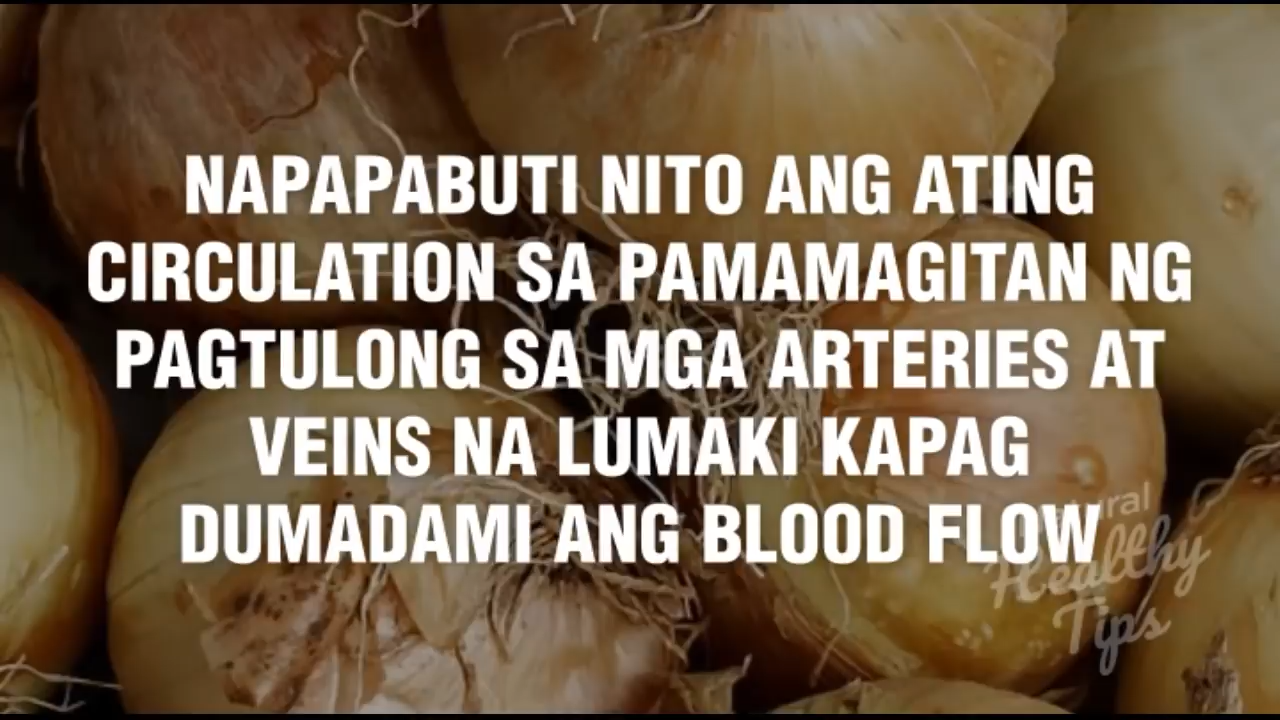 NAPAPABUTI NITO ANG ATING
CIRCULATION SA PAMAMAGITAN NG
PAGTULONG SA MGA ARTERIES AT
VEINS NA LUMAKI KAPAG
DUMADAMI ANG BLOOD FLOW
Natural
Healthy
Tips